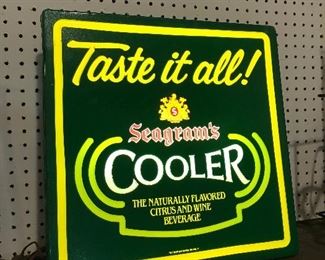 Taste it all!
S
Seagram's
COOLER
THE NATURALLY FLAVORED
CITRUS AND WINE
BEVERAGE